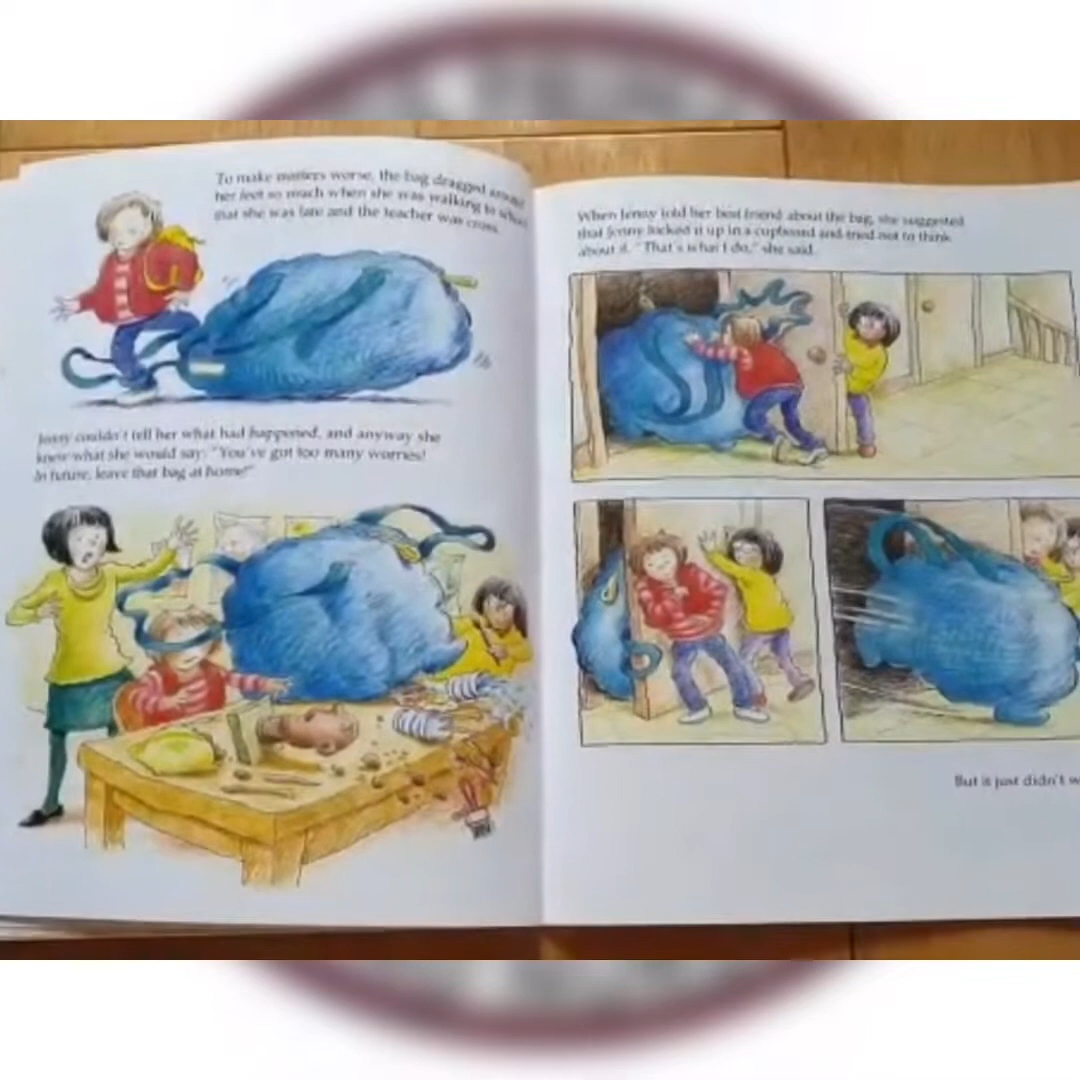 To make matters worse, the bag dragged around
her feet so much when she was walking to school
that she was late and the teacher was cross.
Jenny couldn't tell her what had happened, and anyway she
knew what she would say: "You've got too many worries!
In future, leave that bag at home!"
When Jenny told her best friend about the bag, she suggested
that Jenny locked it up in a cupboard and tried not to think
about it. "That's what I do," she said.
But it just didn't w